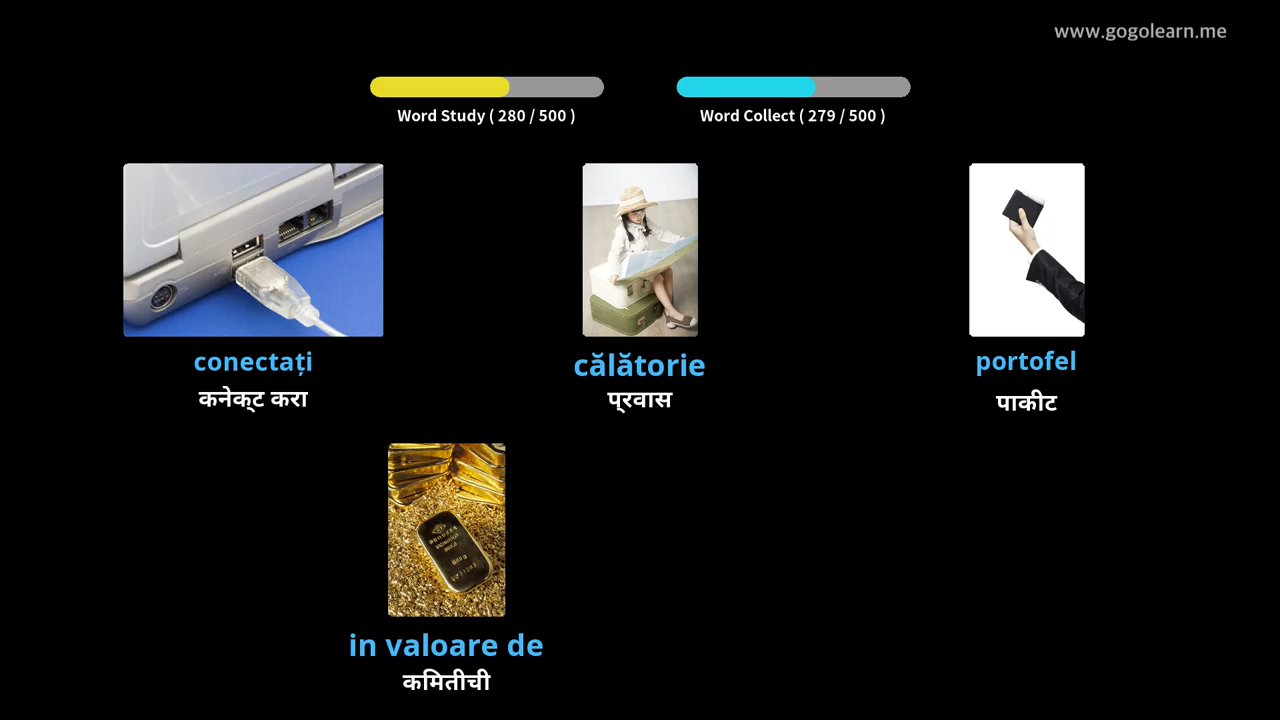 www.gogolearn.me
Word Study ( 280 / 500 )
Word Collect ( 279 / 500 )
conectați
कनेक्ट करा
călătorie
प्रवास
portofel
पाकीट
in valoare de
कमितीची